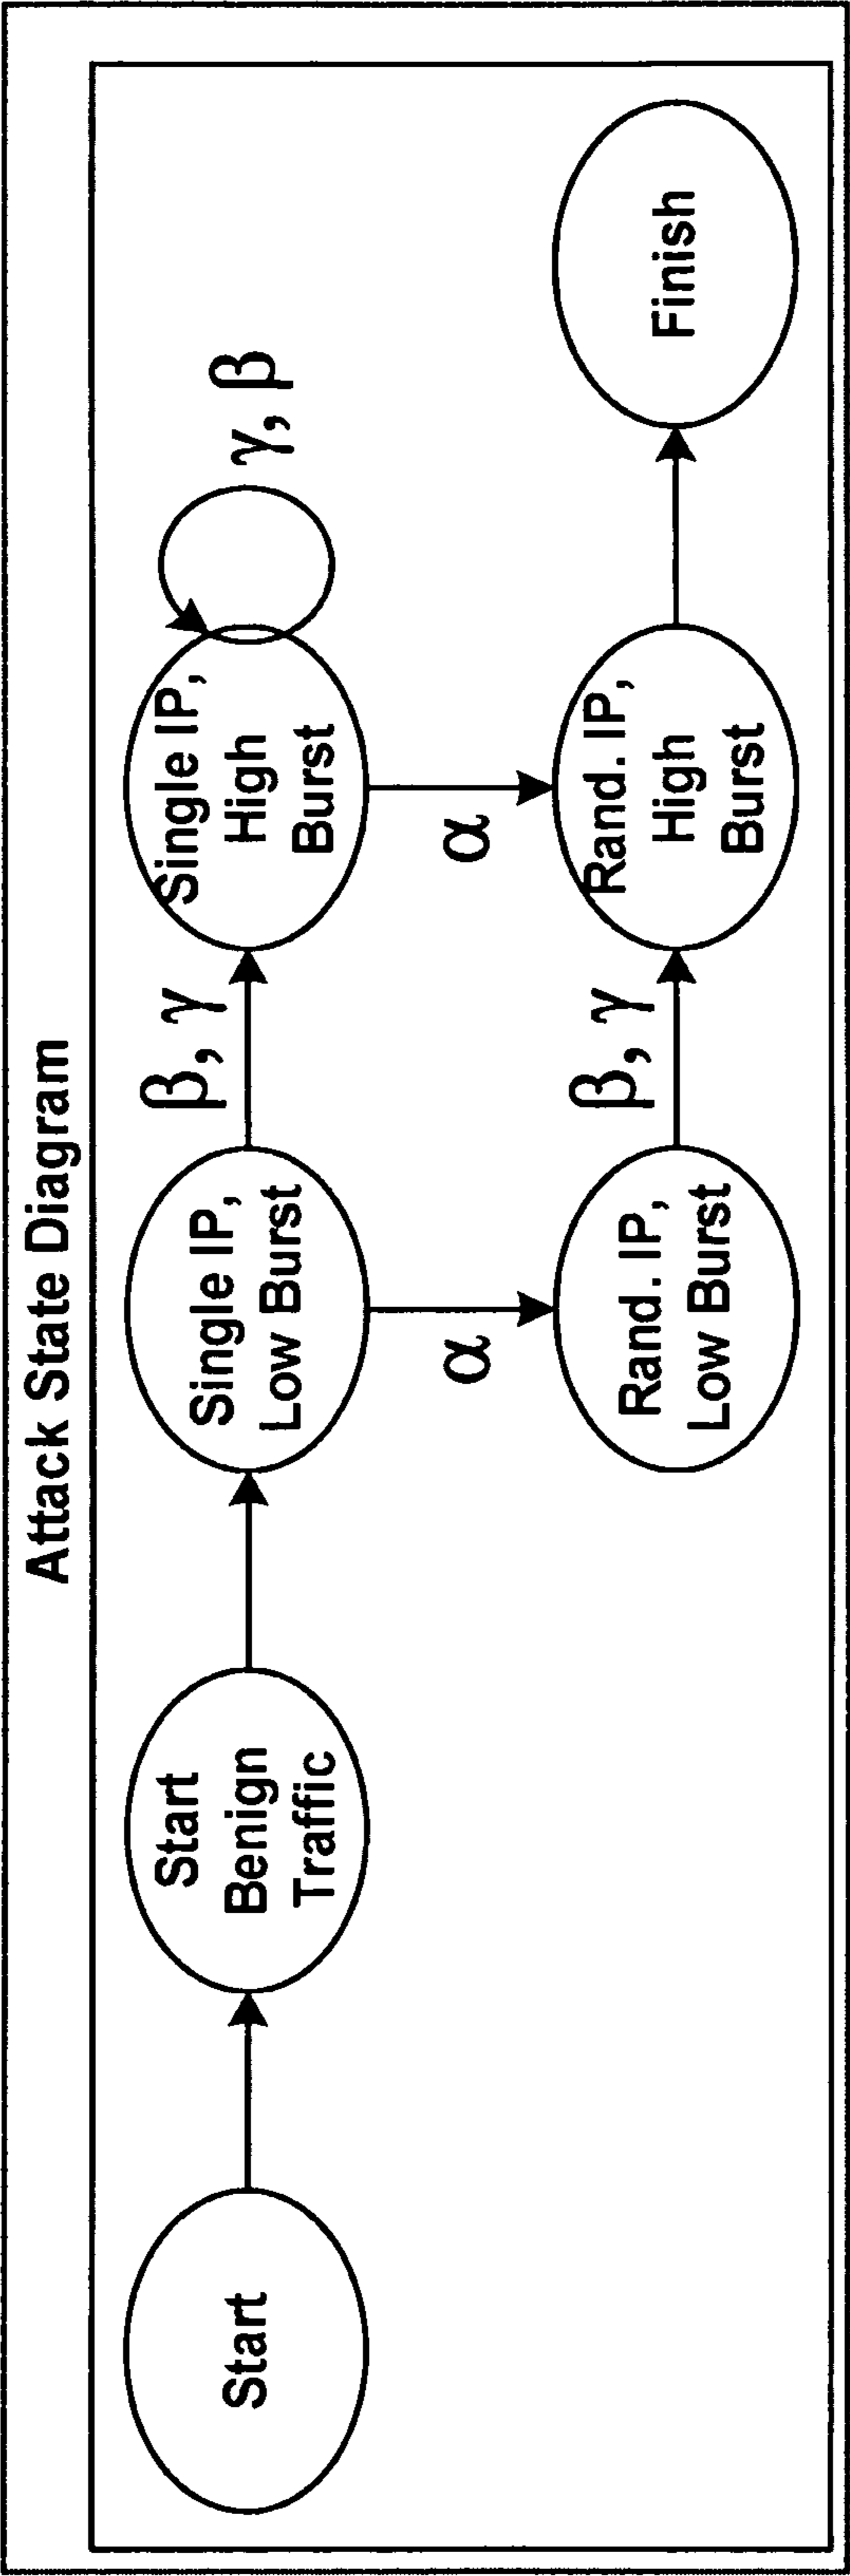 Attack State Diagram
Start
Start
Benign
Traffic
Single IP,
Low Burst
β, γ
Single IP,
High
Burst
γ, β
α
α
Rand. IP,
Low Burst
β, γ
Rand. IP,
High
Burst
Finish